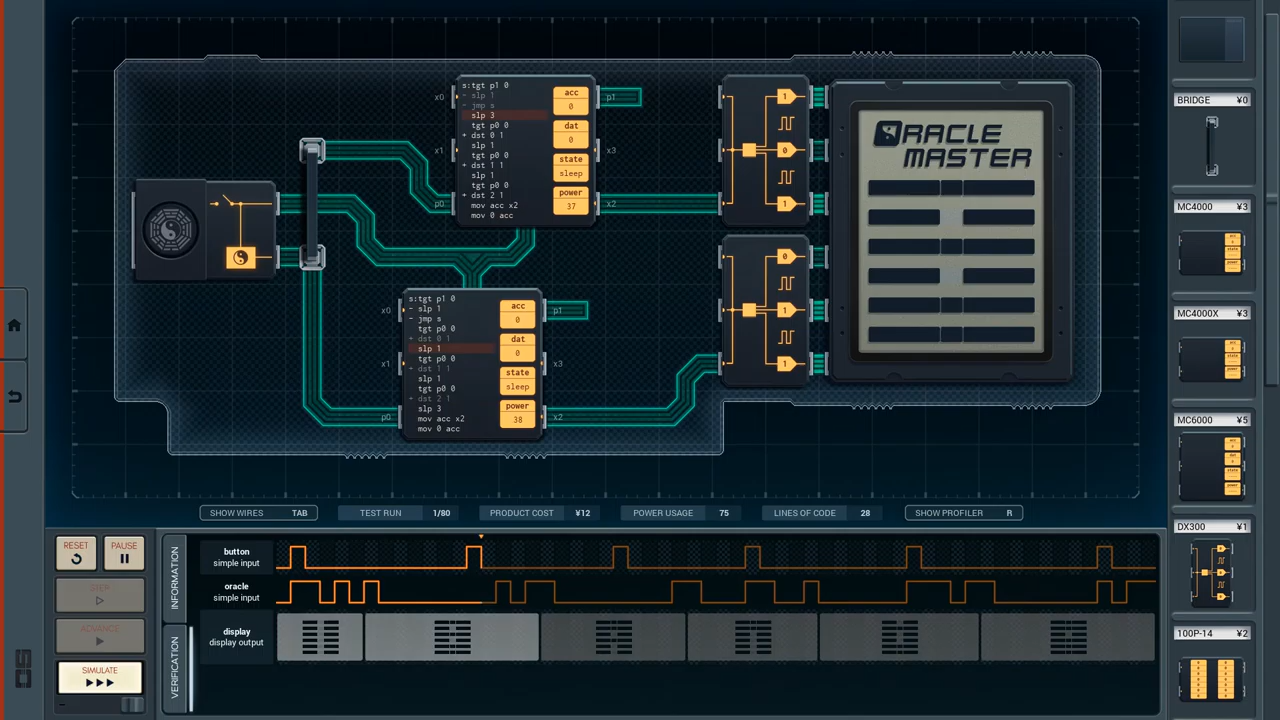 s:tgt p1 0
- slp 1
- jmp s
slp 3
tgt p0 0
+ dst 0 1
slp 1
tgt p0 0
+ dst 1 1
slp 1
tgt p0 0
+ dst 2 1
mov acc x2
mov 0 acc
acc
0
dat
0
state
sleep
power
37
x0
x1
p0
p1
x3
x2
s:tgt p1 0
- slp 1
- jmp s
tgt p0 0
+ dst 0 1
slp 1
tgt p0 0
+ dst 1 1
slp 1
tgt p0 0
+ dst 2 1
slp 3
mov acc x2
mov 0 acc
acc
0
dat
0
state
sleep
power
38
x0
x1
p0
p1
x3
x2
1
0
1
0
1
1
ORACLE
MASTER
BRIDGE ¥0
MC4000 ¥3
MC4000X ¥3
MC6000 ¥5
DX300 ¥1
100P-14 ¥2
SHOW WIRES TAB
TEST RUN 1/80
PRODUCT COST ¥12
POWER USAGE 75
LINES OF CODE 28
SHOW PROFILER R
RESET
PAUSE
STEP
ADVANCE
SIMULATE
INFORMATION
VERIFICATION
button
simple input
oracle
simple input
display
display output